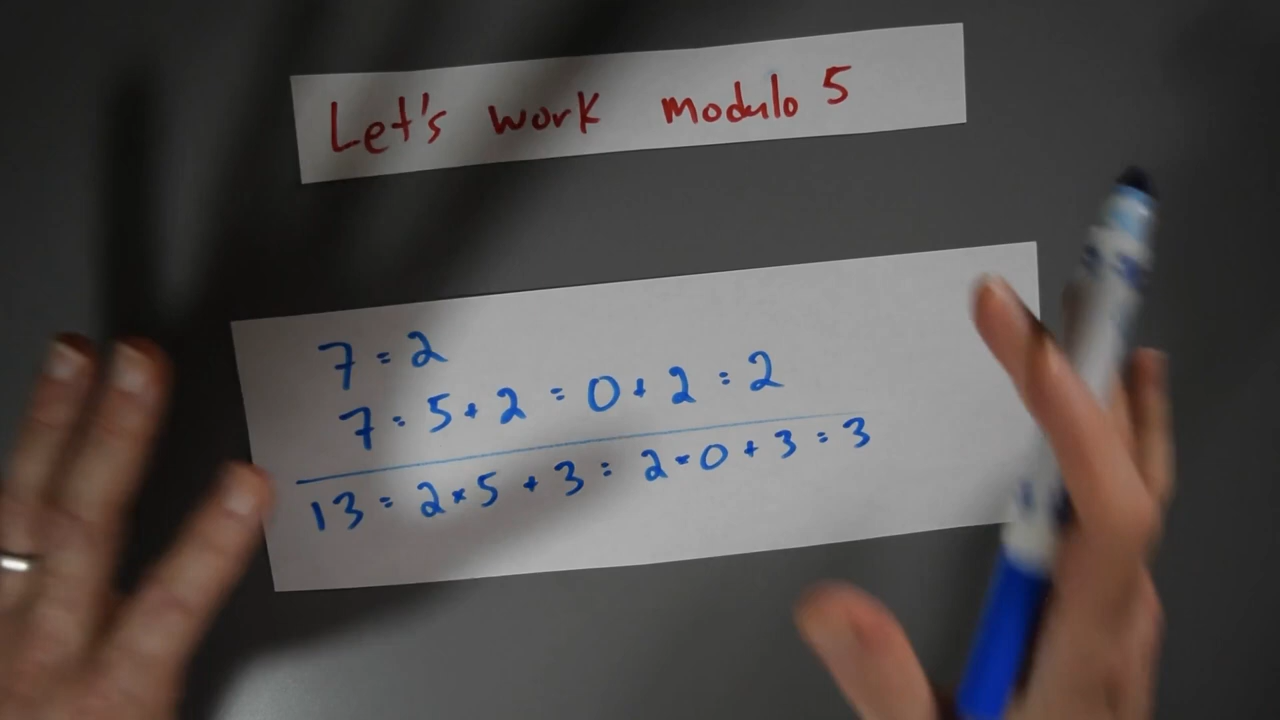 Let's work modulo 5
7 = 2
7 = 5 + 2 = 0 + 2 = 2
13 = 2 * 5 + 3 = 2 * 0 + 3 = 3